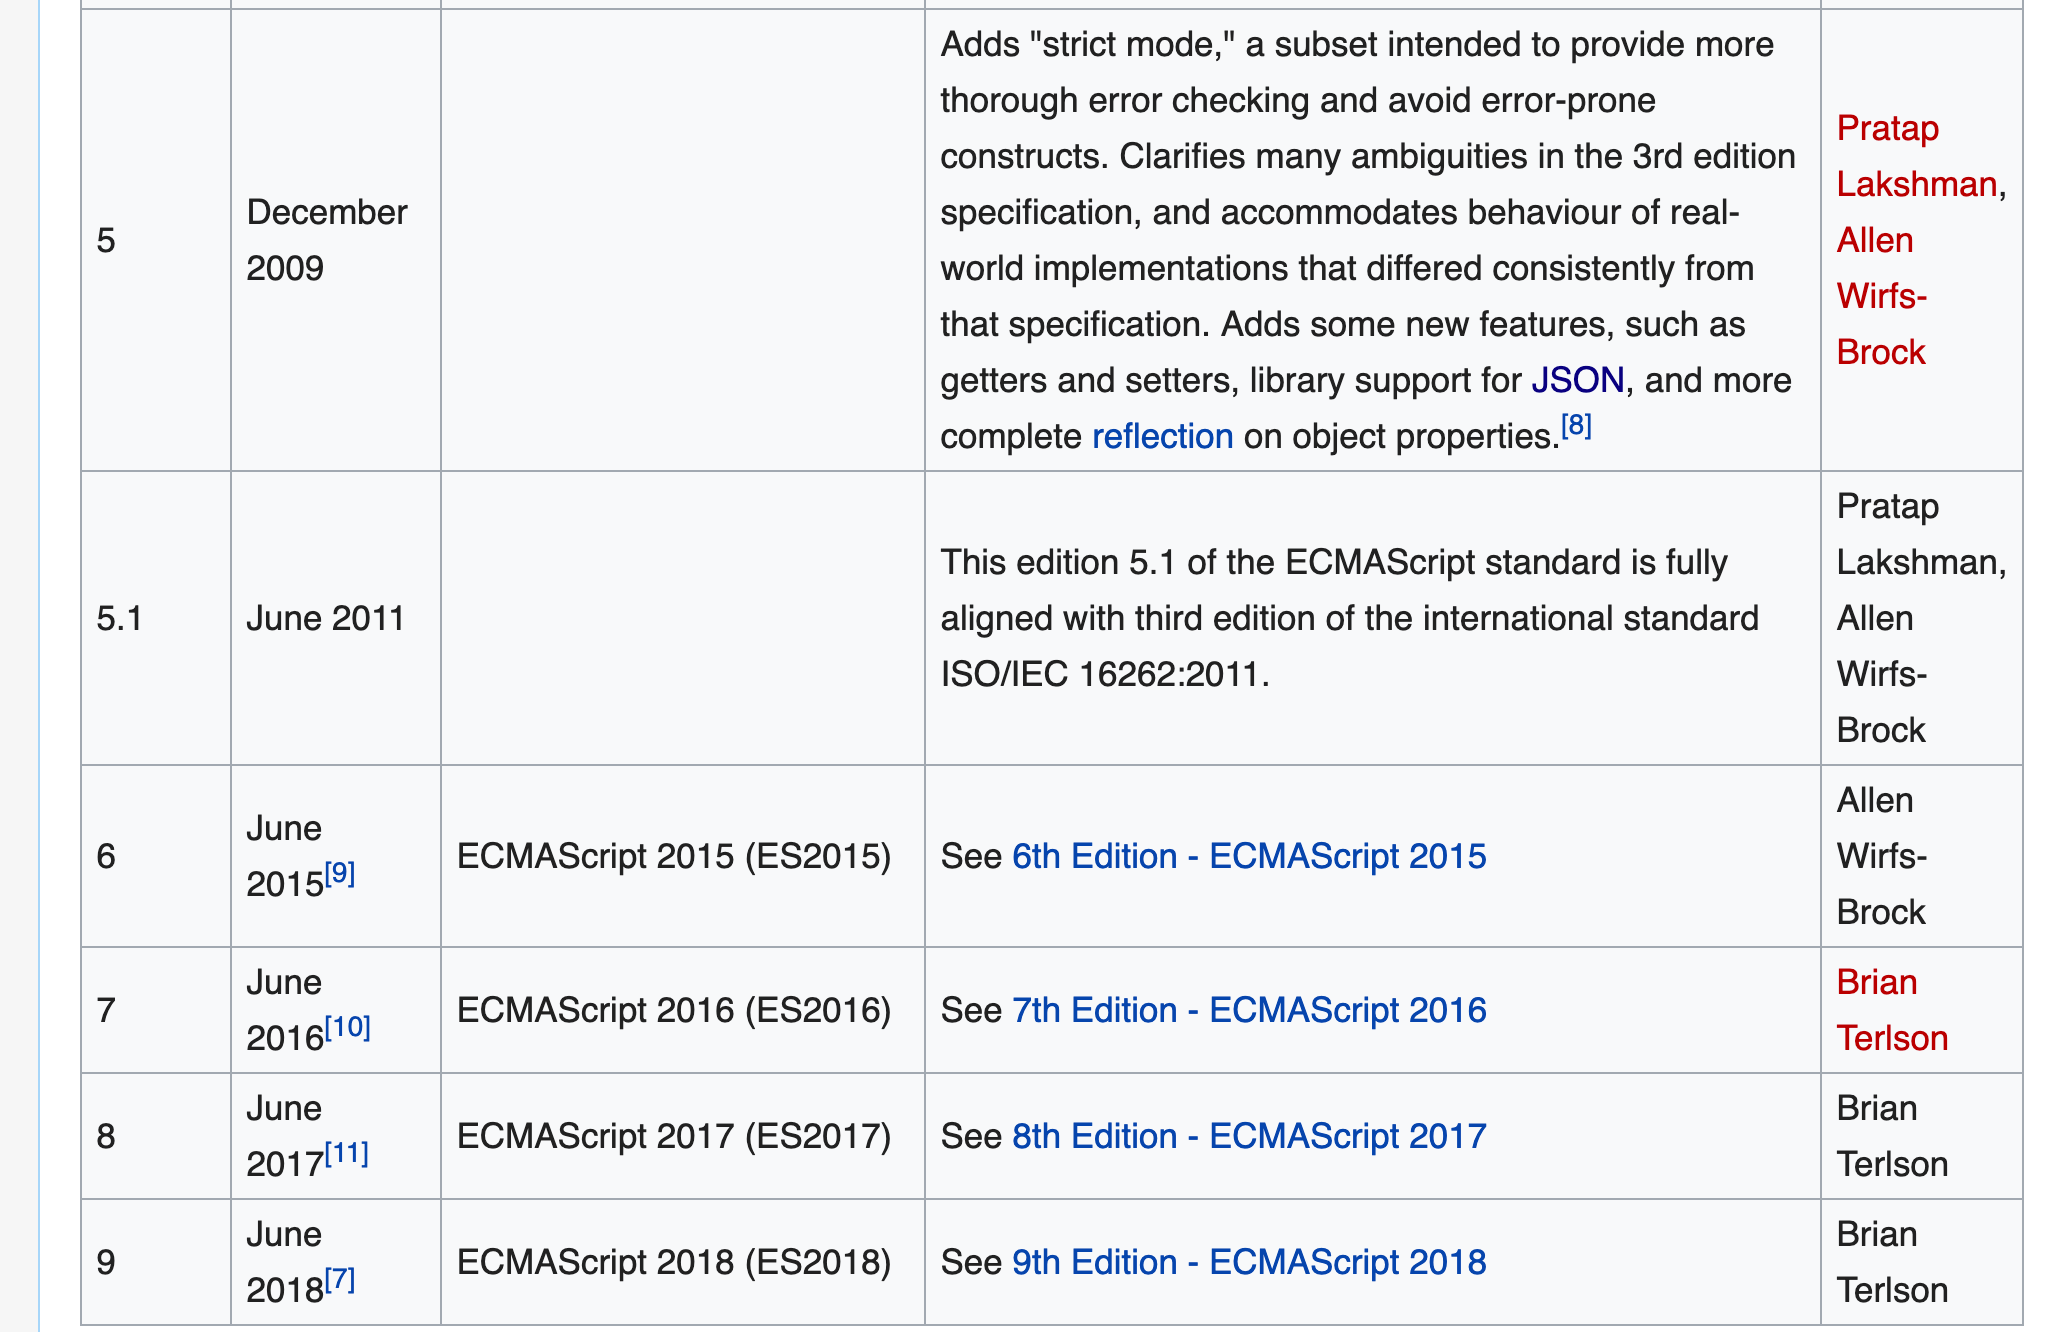 5
December
2009
Adds "strict mode," a subset intended to provide more
thorough error checking and avoid error-prone
constructs. Clarifies many ambiguities in the 3rd edition
specification, and accommodates behaviour of real-
world implementations that differed consistently from
that specification. Adds some new features, such as
getters and setters, library support for JSON, and more
complete reflection on object properties.[8]
Pratap
Lakshman,
Allen
Wirfs-
Brock
5.1
June 2011
This edition 5.1 of the ECMAScript standard is fully
aligned with third edition of the international standard
ISO/IEC 16262:2011.
Pratap
Lakshman,
Allen
Wirfs-
Brock
6
June
2015[9]
ECMAScript 2015 (ES2015)
See 6th Edition - ECMAScript 2015
Allen
Wirfs-
Brock
7
June
2016[10]
ECMAScript 2016 (ES2016)
See 7th Edition - ECMAScript 2016
Brian
Terlson
8
June
2017[11]
ECMAScript 2017 (ES2017)
See 8th Edition - ECMAScript 2017
Brian
Terlson
9
June
2018[7]
ECMAScript 2018 (ES2018)
See 9th Edition - ECMAScript 2018
Brian
Terlson